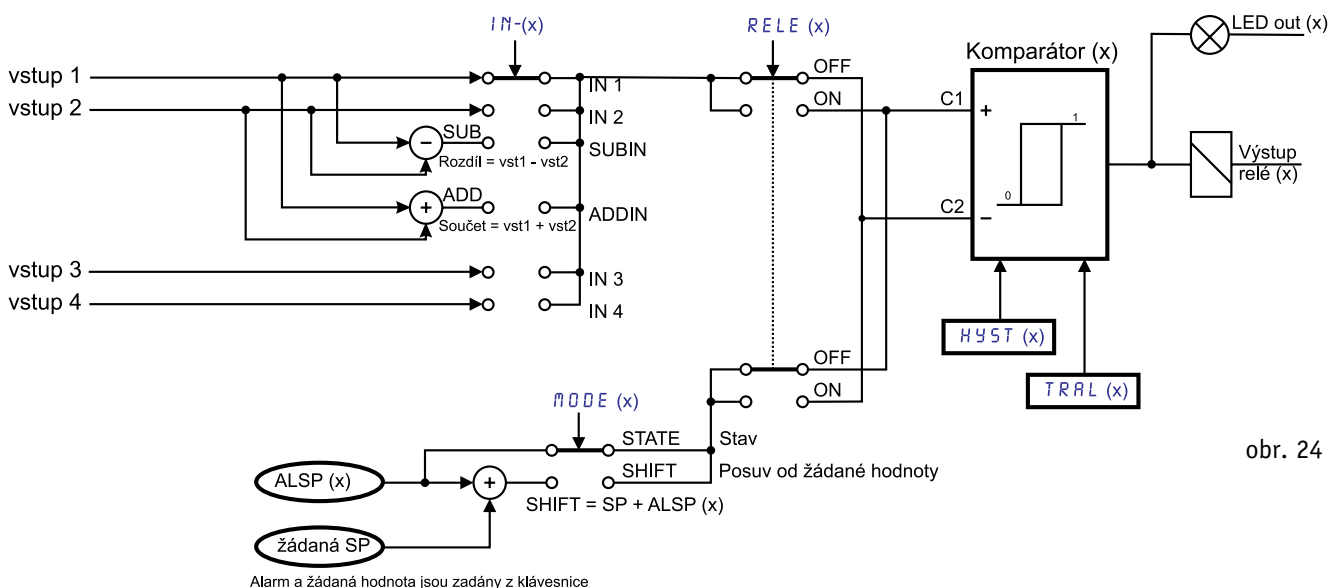 IN-(x)
RELE (x)
LED out (x)
Komparátor (x)
vstup 1
vstup 2
IN 1
IN 2
OFF
ON
C1
+
1
0
C2
−
Výstup
relé (x)
−
SUB
Rozdíl = vst1 - vst2
SUBIN
+
ADD
Součet = vst1 + vst2
ADDIN
vstup 3
vstup 4
IN 3
IN 4
HYST (x)
TRAL (x)
OFF
ON
MODE (x)
STATE
Stav
SHIFT
Posuv od žádané hodnoty
ALSP (x)
+
SHIFT = SP + ALSP (x)
žádaná SP
Alarm a žádaná hodnota jsou zadány z klávesnice
obr. 24